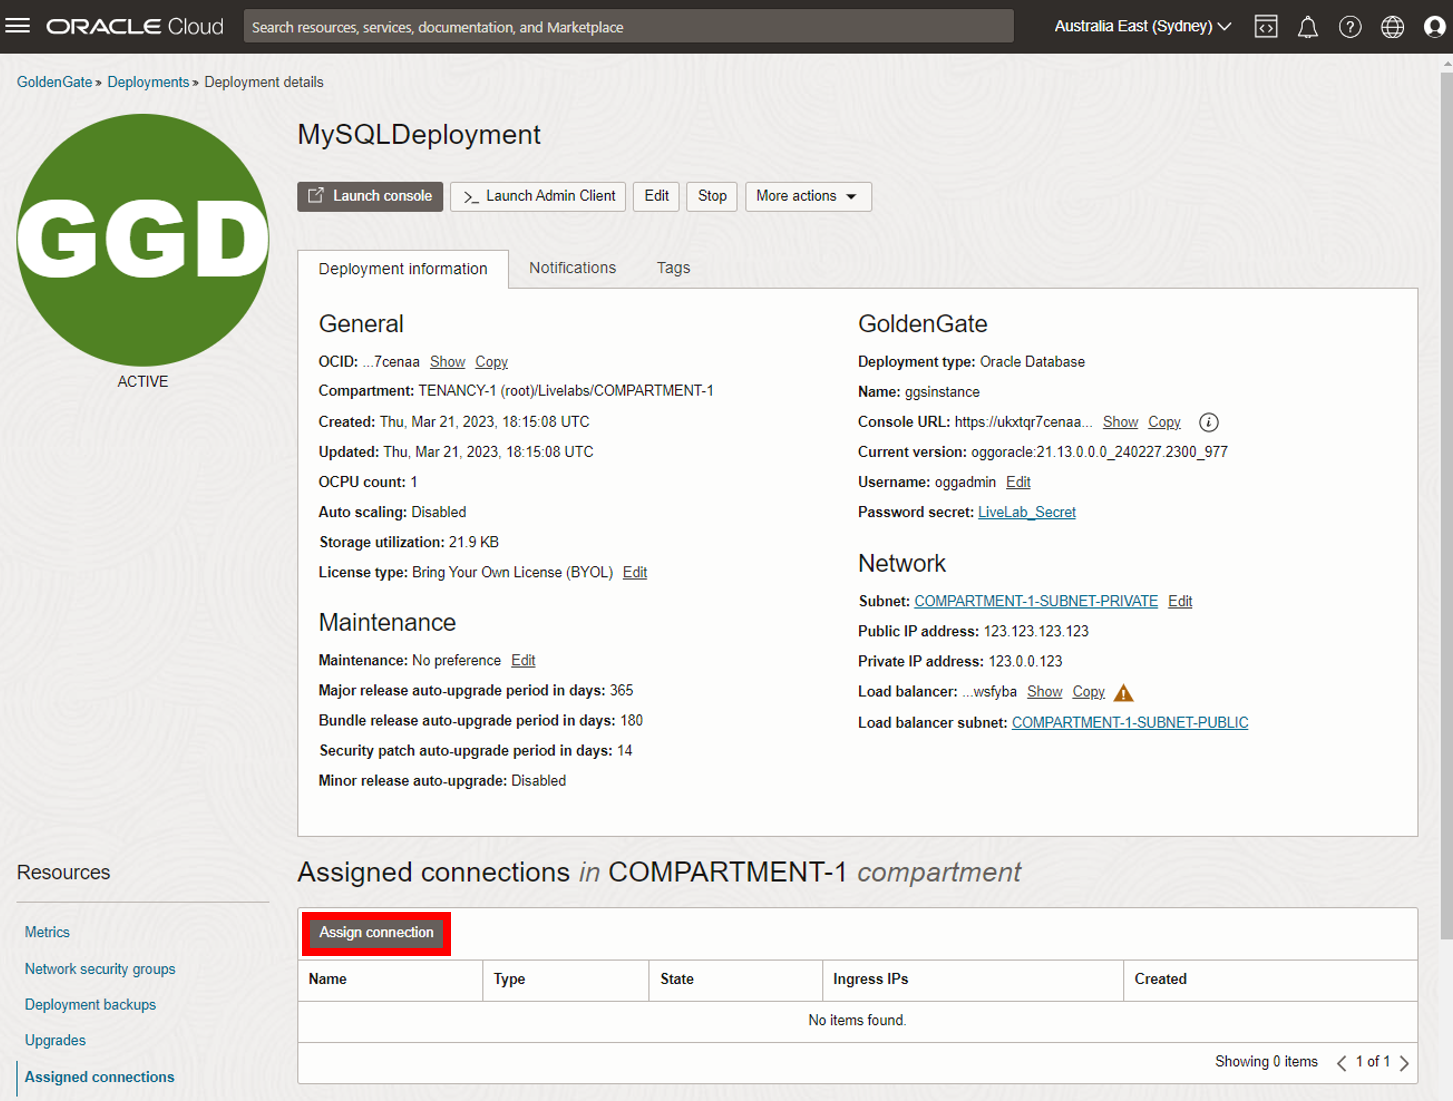 ORACLE Cloud
Search resources, services, documentation, and Marketplace
Australia East (Sydney)
GoldenGate » Deployments » Deployment details
GGD
ACTIVE
MySQLDeployment
Launch console
>_ Launch Admin Client
Edit
Stop
More actions
Deployment information
Notifications
Tags
General
OCID: ...7cenaa Show Copy
Compartment: TENANCY-1 (root)/Livelabs/COMPARTMENT-1
Created: Thu, Mar 21, 2023, 18:15:08 UTC
Updated: Thu, Mar 21, 2023, 18:15:08 UTC
OCPU count: 1
Auto scaling: Disabled
Storage utilization: 21.9 KB
License type: Bring Your Own License (BYOL) Edit
Maintenance
Maintenance: No preference Edit
Major release auto-upgrade period in days: 365
Bundle release auto-upgrade period in days: 180
Security patch auto-upgrade period in days: 14
Minor release auto-upgrade: Disabled
GoldenGate
Deployment type: Oracle Database
Name: ggsinstance
Console URL: https://ukxtqr7cenaa... Show Copy
Current version: oggoracle:21.13.0.0.0_240227.2300_977
Username: oggadmin Edit
Password secret: LiveLab_Secret
Network
Subnet: COMPARTMENT-1-SUBNET-PRIVATE Edit
Public IP address: 123.123.123.123
Private IP address: 123.0.0.123
Load balancer: ...wsfyba Show Copy
Load balancer subnet: COMPARTMENT-1-SUBNET-PUBLIC
Resources
Metrics
Network security groups
Deployment backups
Upgrades
Assigned connections
Assigned connections in COMPARTMENT-1 compartment
Assign connection
Name Type State Ingress IPs Created
No items found.
Showing 0 items < 1 of 1 >